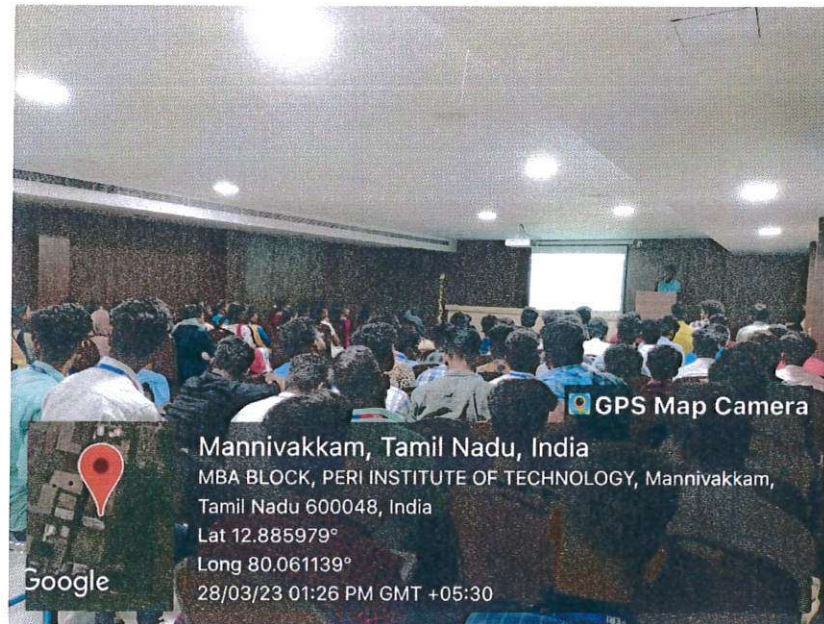 GPS Map Camera
Mannivakkam, Tamil Nadu, India
MBA BLOCK, PERI INSTITUTE OF TECHNOLOGY, Mannivakkam,
Tamil Nadu 600048, India
Lat 12.885979°
Long 80.061139°
28/03/23 01:26 PM GMT +05:30
Google